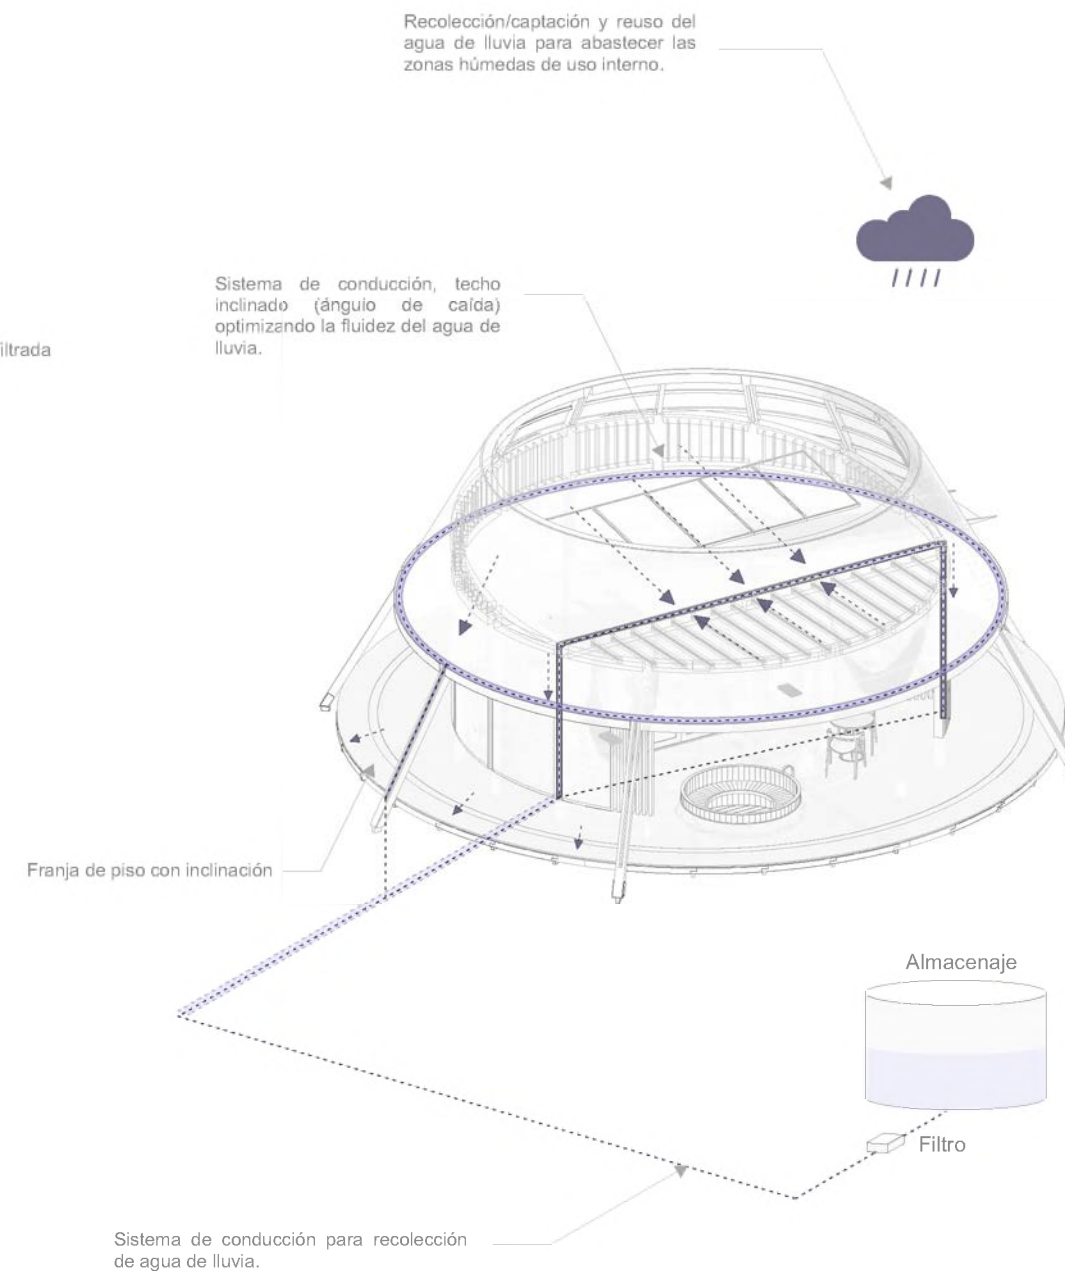 Recolección/captación y reuso del
agua de lluvia para abastecer las
zonas húmedas de uso interno.
Sistema de conducción, techo
inclinado (ángulo de caída)
optimizando la fluidez del agua de
lluvia.
iltrada
Franja de piso con inclinación
Almacenaje
Filtro
Sistema de conducción para recolección
de agua de lluvia.